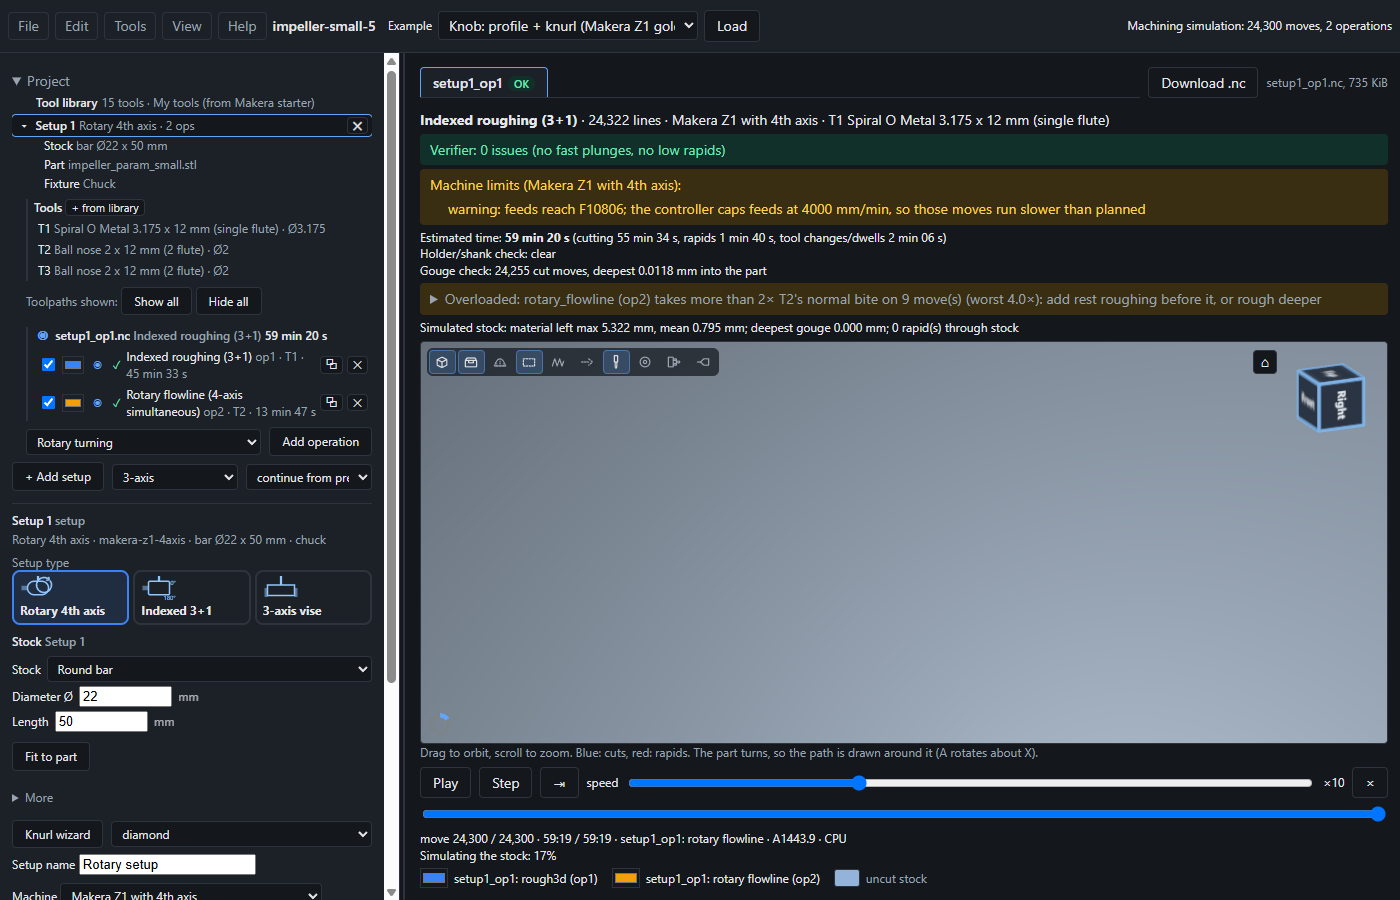 File Edit Tools View Help impeller-small-5 Example Knob: profile + knurl (Makera Z1 gol Load Machining simulation: 24,300 moves, 2 operations
Project
Tool library 15 tools · My tools (from Makera starter)
Setup 1 Rotary 4th axis · 2 ops
Stock bar Ø22 x 50 mm
Part impeller_param_small.stl
Fixture Chuck
Tools + from library
T1 Spiral O Metal 3.175 x 12 mm (single flute) · Ø3.175
T2 Ball nose 2 x 12 mm (2 flute) · Ø2
T3 Ball nose 2 x 12 mm (2 flute) · Ø2
Toolpaths shown: Show all Hide all
setup1_op1.nc Indexed roughing (3+1) 59 min 20 s
Indexed roughing (3+1) op1 · T1 ·
45 min 33 s
Rotary flowline (4-axis
simultaneous) op2 · T2 · 13 min 47 s
Rotary turning Add operation
+ Add setup 3-axis continue from pre
Setup 1 setup
Rotary 4th axis · makera-z1-4axis · bar Ø22 x 50 mm · chuck
Setup type
Rotary 4th axis Indexed 3+1 3-axis vise
Stock Setup 1
Stock Round bar
Diameter Ø 22 mm
Length 50 mm
Fit to part
More
Knurl wizard diamond
Setup name Rotary setup
Machine Makera Z1 with 4th axis
setup1_op1 OK Download .nc setup1_op1.nc, 735 KiB
Indexed roughing (3+1) · 24,322 lines · Makera Z1 with 4th axis · T1 Spiral O Metal 3.175 x 12 mm (single flute)
Verifier: 0 issues (no fast plunges, no low rapids)
Machine limits (Makera Z1 with 4th axis):
warning: feeds reach F10806; the controller caps feeds at 4000 mm/min, so those moves run slower than planned
Estimated time: 59 min 20 s (cutting 55 min 34 s, rapids 1 min 40 s, tool changes/dwells 2 min 06 s)
Holder/shank check: clear
Gouge check: 24,255 cut moves, deepest 0.0118 mm into the part
Overloaded: rotary_flowline (op2) takes more than 2× T2's normal bite on 9 move(s) (worst 4.0×): add rest roughing before it, or rough deeper
Simulated stock: material left max 5.322 mm, mean 0.795 mm; deepest gouge 0.000 mm; 0 rapid(s) through stock
Right
Drag to orbit, scroll to zoom. Blue: cuts, red: rapids. The part turns, so the path is drawn around it (A rotates about X).
Play Step speed ×10
move 24,300 / 24,300 · 59:19 / 59:19 · setup1_op1: rotary flowline · A1443.9 · CPU
Simulating the stock: 17%
setup1_op1: rough3d (op1) setup1_op1: rotary flowline (op2) uncut stock